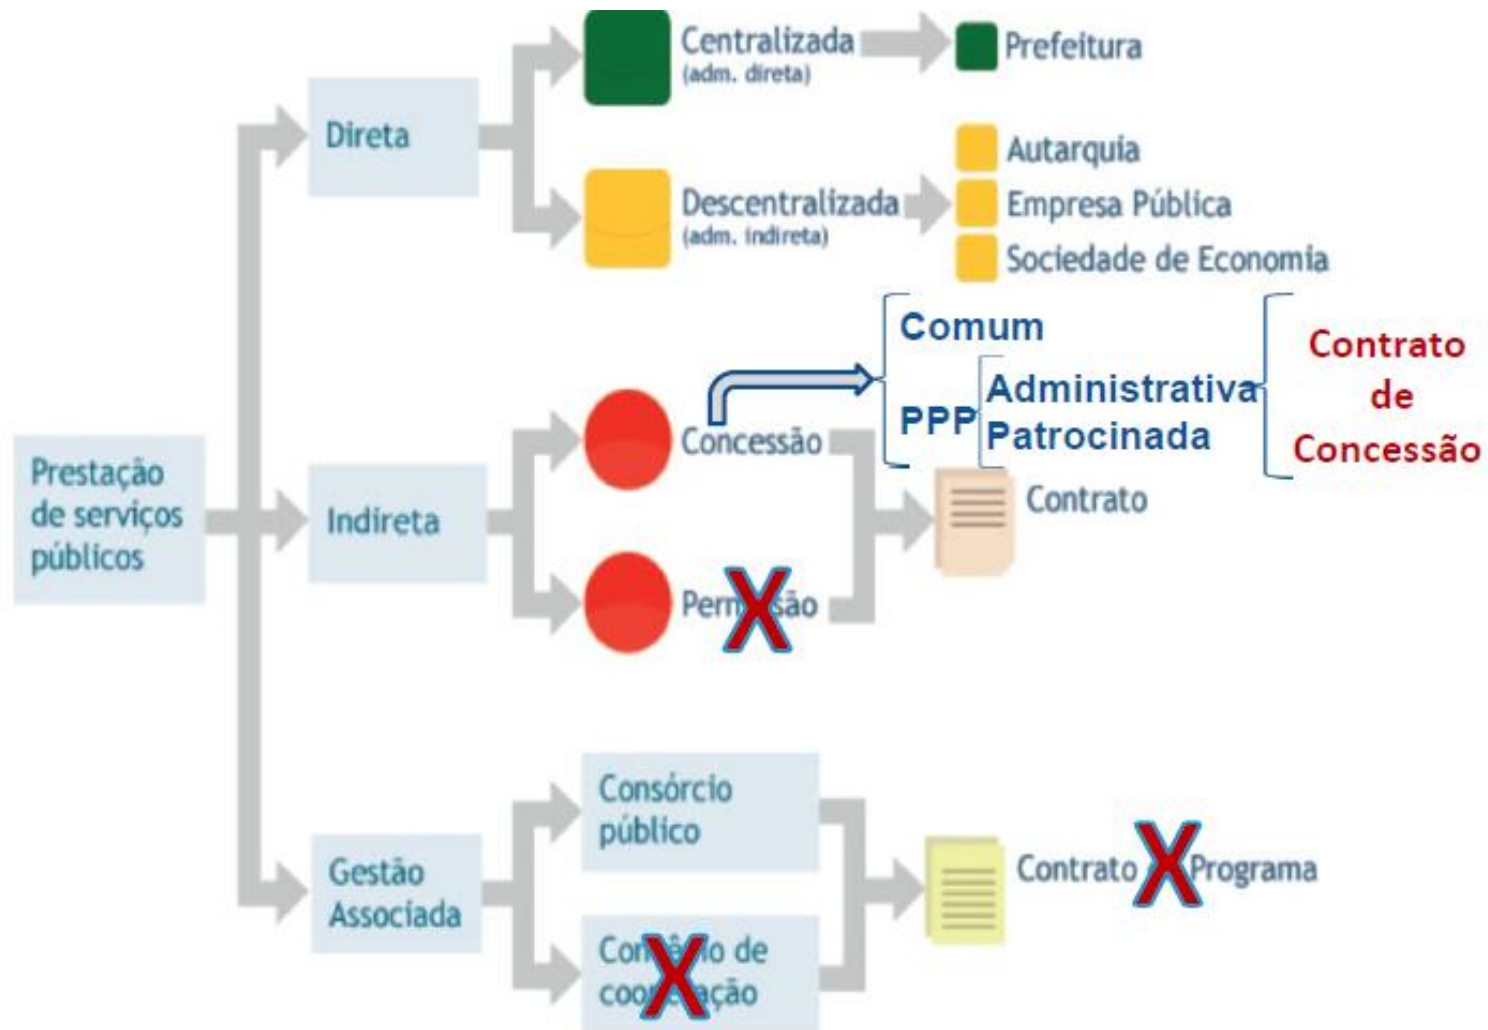 Centralizada
(adm. direta)
Prefeitura
Direta
Autarquia
Descentralizada
(adm. indireta)
Empresa Pública
Sociedade de Economia
Comum
PPP
Administrativa
Patrocinada
Contrato
de
Concessão
Concessão
Contrato
Prestação
de serviços
públicos
Indireta
X
Consórcio
público
Gestão
Associada
Contrato
X
Programa
de
X